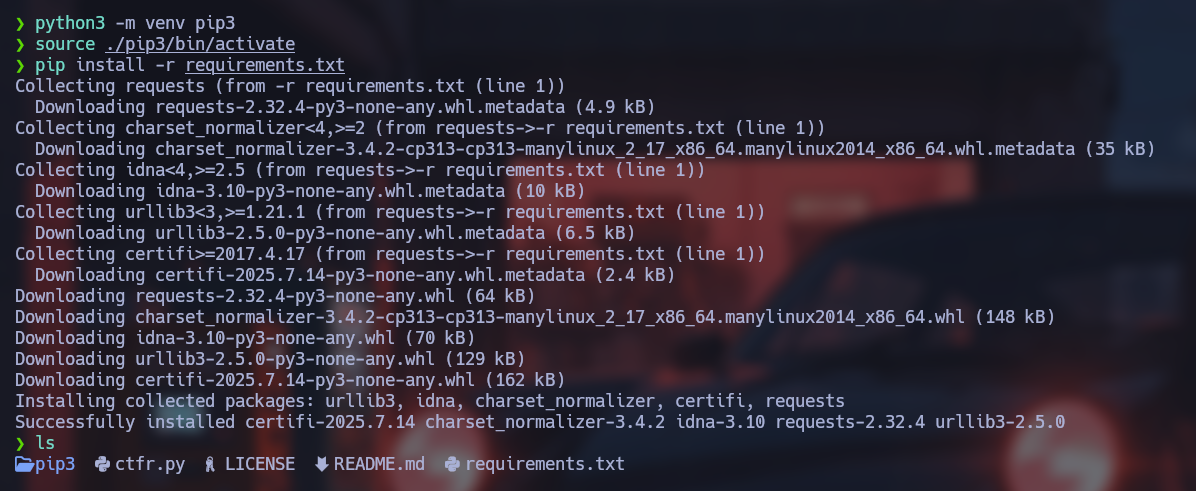 ❯ python3 -m venv pip3
❯ source ./pip3/bin/activate
❯ pip install -r requirements.txt
Collecting requests (from -r requirements.txt (line 1))
  Downloading requests-2.32.4-py3-none-any.whl.metadata (4.9 kB)
Collecting charset_normalizer<4,>=2 (from requests->-r requirements.txt (line 1))
  Downloading charset_normalizer-3.4.2-cp313-cp313-manylinux_2_17_x86_64.manylinux2014_x86_64.whl.metadata (35 kB)
Collecting idna<4,>=2.5 (from requests->-r requirements.txt (line 1))
  Downloading idna-3.10-py3-none-any.whl.metadata (10 kB)
Collecting urllib3<3,>=1.21.1 (from requests->-r requirements.txt (line 1))
  Downloading urllib3-2.5.0-py3-none-any.whl.metadata (6.5 kB)
Collecting certifi>=2017.4.17 (from requests->-r requirements.txt (line 1))
  Downloading certifi-2025.7.14-py3-none-any.whl.metadata (2.4 kB)
Downloading requests-2.32.4-py3-none-any.whl (64 kB)
Downloading charset_normalizer-3.4.2-cp313-cp313-manylinux_2_17_x86_64.manylinux2014_x86_64.whl (148 kB)
Downloading idna-3.10-py3-none-any.whl (70 kB)
Downloading urllib3-2.5.0-py3-none-any.whl (129 kB)
Downloading certifi-2025.7.14-py3-none-any.whl (162 kB)
Installing collected packages: urllib3, idna, charset_normalizer, certifi, requests
Successfully installed certifi-2025.7.14 charset_normalizer-3.4.2 idna-3.10 requests-2.32.4 urllib3-2.5.0
❯ ls
pip3 ctfr.py LICENSE README.md requirements.txt